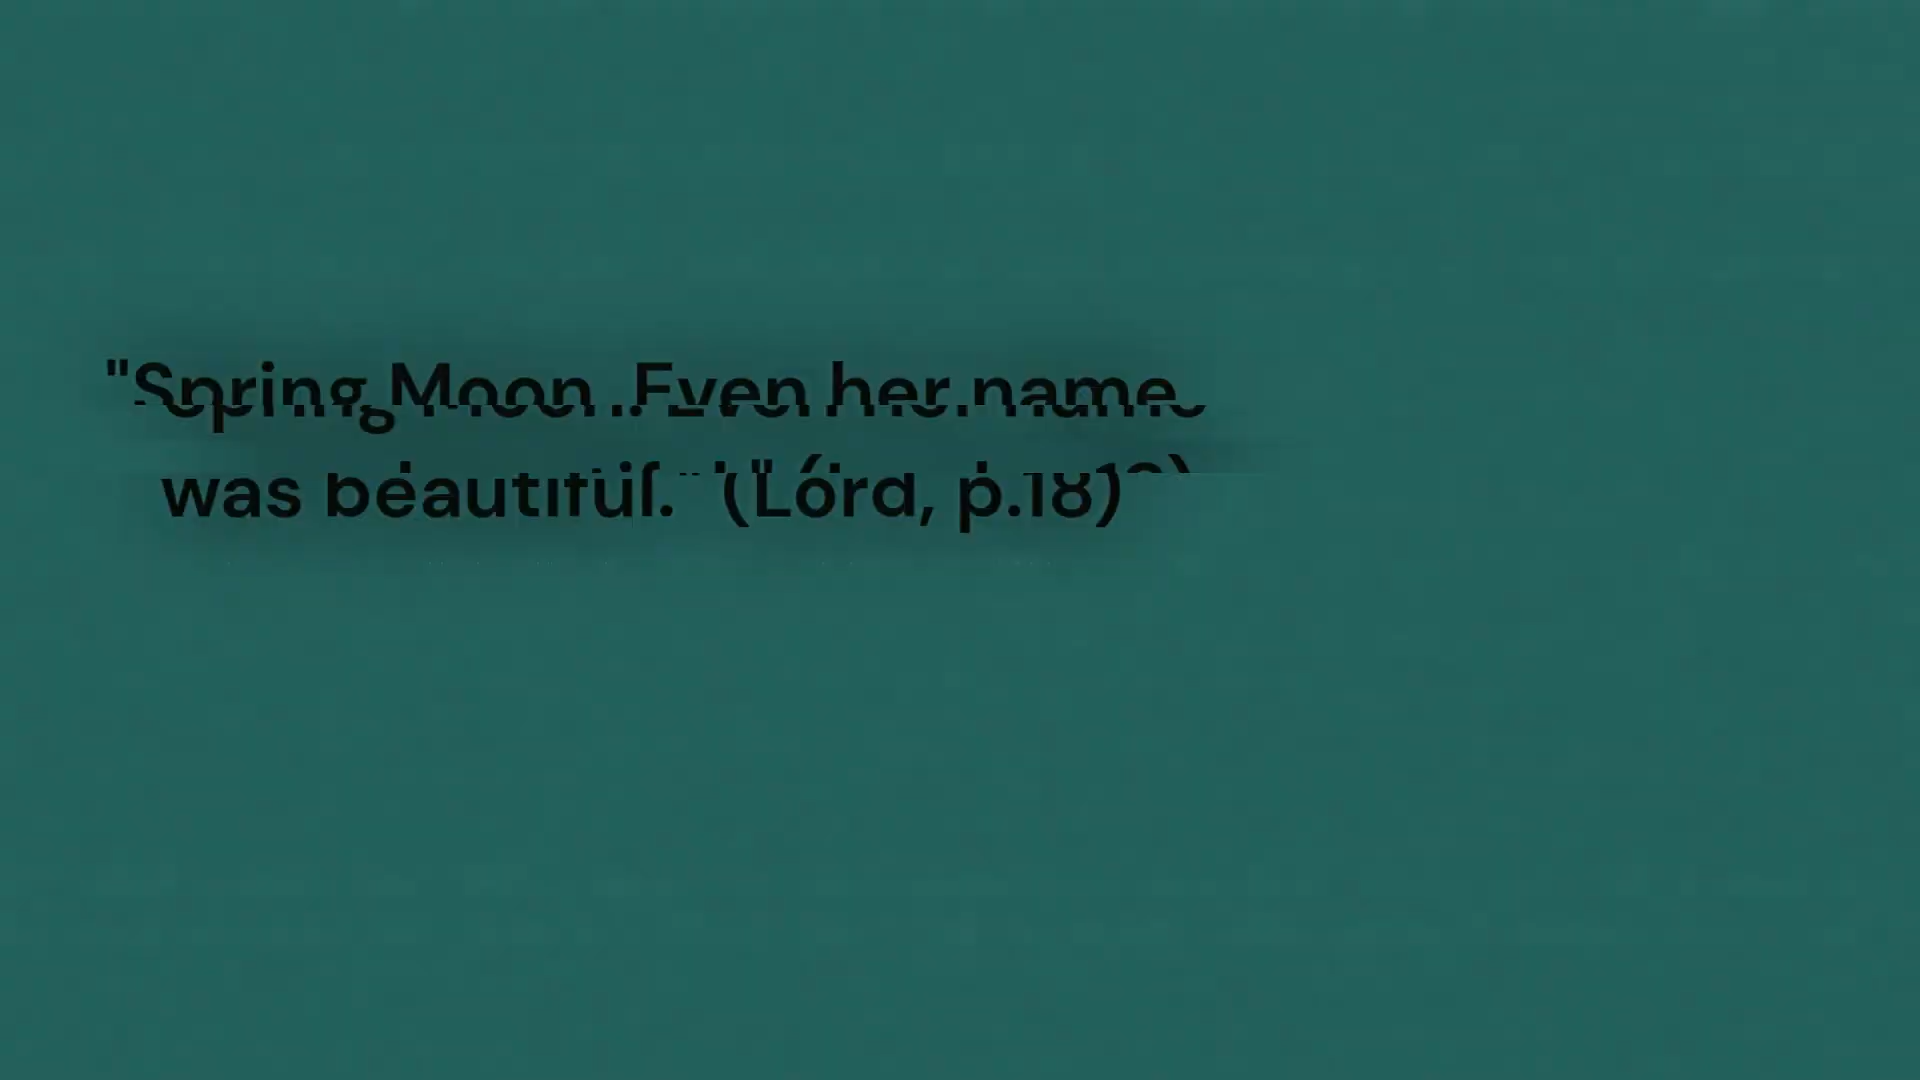 "Spring Moon. Even her name
was beautiful." (Lord, p.18)